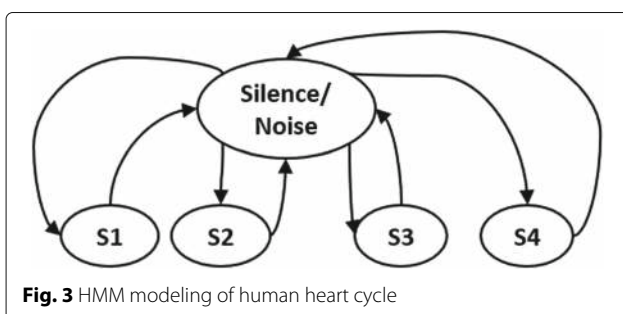 Silence/
Noise
S1 S2 S3 S4
Fig. 3 HMM modeling of human heart cycle